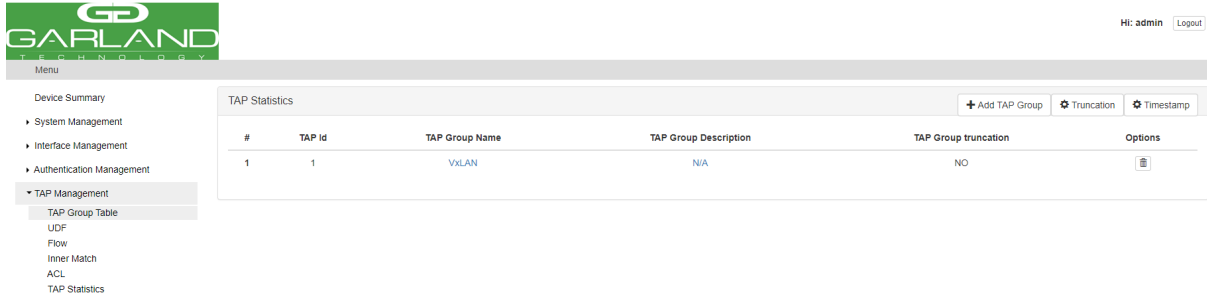 GARLAND
TECHNOLOGY
Hi: admin Logout
Menu
Device Summary
System Management
Interface Management
Authentication Management
TAP Management
TAP Group Table
UDF
Flow
Inner Match
ACL
TAP Statistics
TAP Statistics
Add TAP Group Truncation Timestamp
# TAP Id TAP Group Name TAP Group Description TAP Group truncation Options
1 1 VxLAN N/A NO